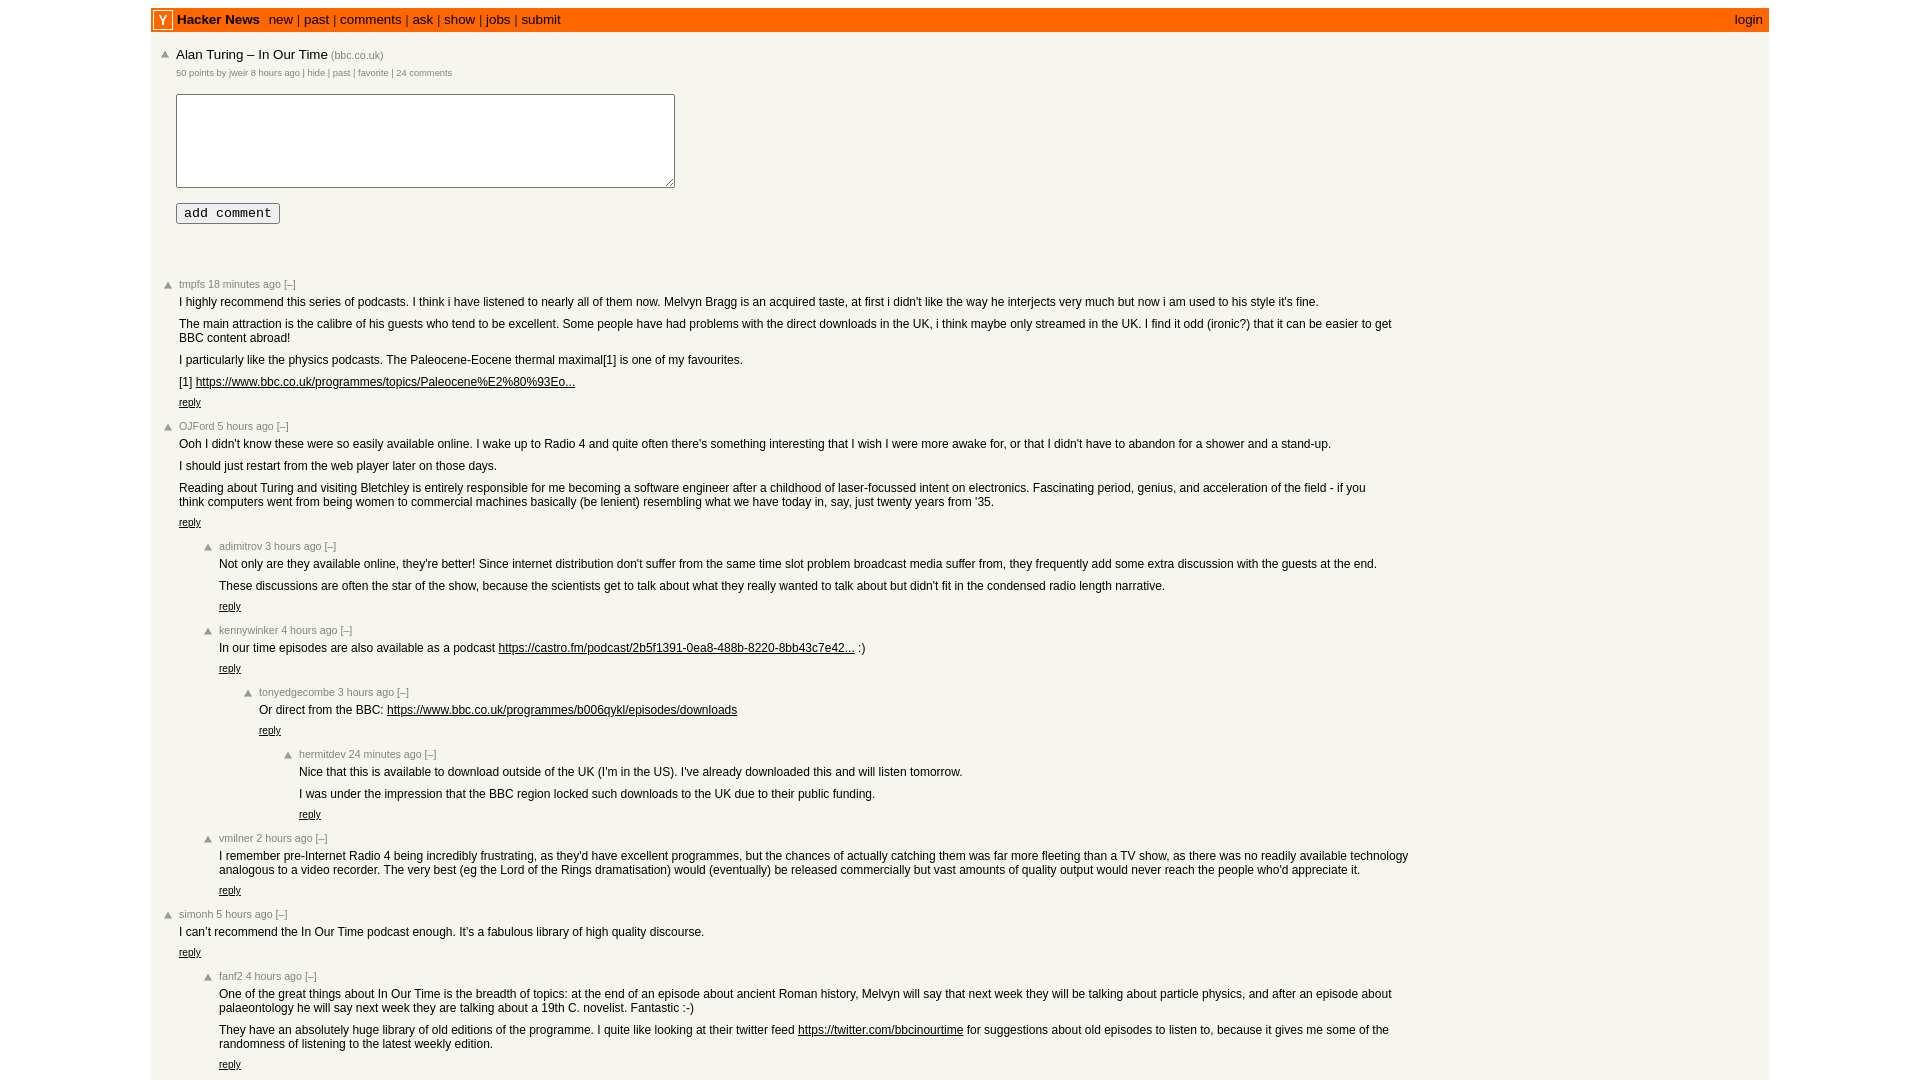 Y Hacker News new | past | comments | ask | show | jobs | submit login
Alan Turing – In Our Time (bbc.co.uk)
50 points by jweir 8 hours ago | hide | past | favorite | 24 comments
add comment
tmpfs 18 minutes ago [–]
I highly recommend this series of podcasts. I think i have listened to nearly all of them now. Melvyn Bragg is an acquired taste, at first i didn't like the way he interjects very much but now i am used to his style it's fine.
The main attraction is the calibre of his guests who tend to be excellent. Some people have had problems with the direct downloads in the UK, i think maybe only streamed in the UK. I find it odd (ironic?) that it can be easier to get
BBC content abroad!
I particularly like the physics podcasts. The Paleocene-Eocene thermal maximal[1] is one of my favourites.
[1] https://www.bbc.co.uk/programmes/topics/Paleocene%E2%80%93Eo...
reply
OJFord 5 hours ago [–]
Ooh I didn't know these were so easily available online. I wake up to Radio 4 and quite often there's something interesting that I wish I were more awake for, or that I didn't have to abandon for a shower and a stand-up.
I should just restart from the web player later on those days.
Reading about Turing and visiting Bletchley is entirely responsible for me becoming a software engineer after a childhood of laser-focussed intent on electronics. Fascinating period, genius, and acceleration of the field - if you
think computers went from being women to commercial machines basically (be lenient) resembling what we have today in, say, just twenty years from '35.
reply
adimitrov 3 hours ago [–]
Not only are they available online, they're better! Since internet distribution don't suffer from the same time slot problem broadcast media suffer from, they frequently add some extra discussion with the guests at the end.
These discussions are often the star of the show, because the scientists get to talk about what they really wanted to talk about but didn't fit in the condensed radio length narrative.
reply
kennywinker 4 hours ago [–]
In our time episodes are also available as a podcast https://castro.fm/podcast/2b5f1391-0ea8-488b-8220-8bb43c7e42... :)
reply
tonyedgecombe 3 hours ago [–]
Or direct from the BBC: https://www.bbc.co.uk/programmes/b006qykl/episodes/downloads
reply
hermitdev 24 minutes ago [–]
Nice that this is available to download outside of the UK (I'm in the US). I've already downloaded this and will listen tomorrow.
I was under the impression that the BBC region locked such downloads to the UK due to their public funding.
reply
vmilner 2 hours ago [–]
I remember pre-Internet Radio 4 being incredibly frustrating, as they'd have excellent programmes, but the chances of actually catching them was far more fleeting than a TV show, as there was no readily available technology
analogous to a video recorder. The very best (eg the Lord of the Rings dramatisation) would (eventually) be released commercially but vast amounts of quality output would never reach the people who'd appreciate it.
reply
simonh 5 hours ago [–]
I can’t recommend the In Our Time podcast enough. It’s a fabulous library of high quality discourse.
reply
fanf2 4 hours ago [–]
One of the great things about In Our Time is the breadth of topics: at the end of an episode about ancient Roman history, Melvyn will say that next week they will be talking about particle physics, and after an episode about
palaeontology he will say next week they are talking about a 19th C. novelist. Fantastic :-)
They have an absolutely huge library of old editions of the programme. I quite like looking at their twitter feed https://twitter.com/bbcinourtime for suggestions about old episodes to listen to, because it gives me some of the
randomness of listening to the latest weekly edition.
reply